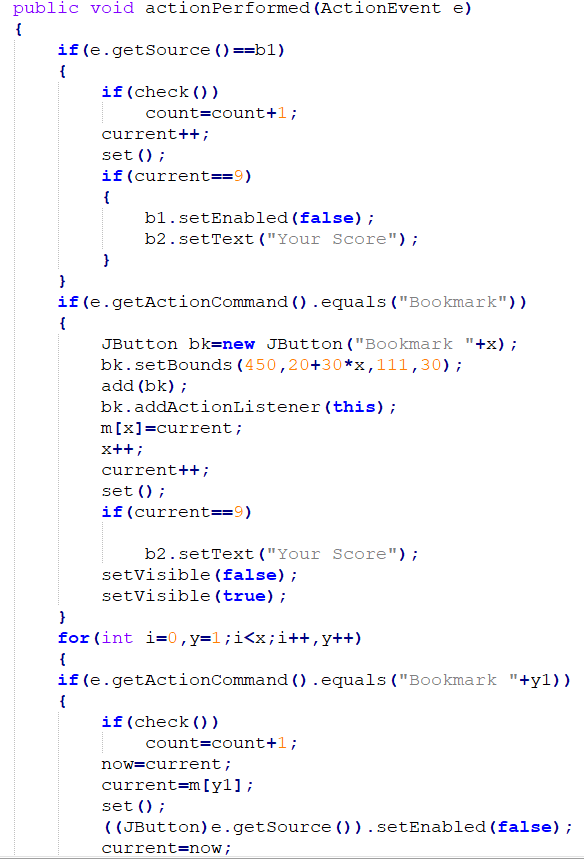 public void actionPerformed(ActionEvent e)
{
if(e.getSource()==b1)
{
if(check())
count=count+1;
current++;
set();
if(current==9)
{
b1.setEnabled(false);
b2.setText("Your Score");
}
}
if(e.getActionCommand().equals("Bookmark"))
{
JButton bk=new JButton("Bookmark "+x);
bk.setBounds(450,20+30*x,111,30);
add(bk);
bk.addActionListener(this);
m[x]=current;
x++;
current++;
set();
if(current==9)
b2.setText("Your Score");
setVisible(false);
setVisible(true);
}
for(int i=0,y=1;i<x;i++,y++)
{
if(e.getActionCommand().equals("Bookmark "+y1))
{
if(check())
count=count+1;
now=current;
current=m[y1];
set();
((JButton)e.getSource()).setEnabled(false);
current=now;